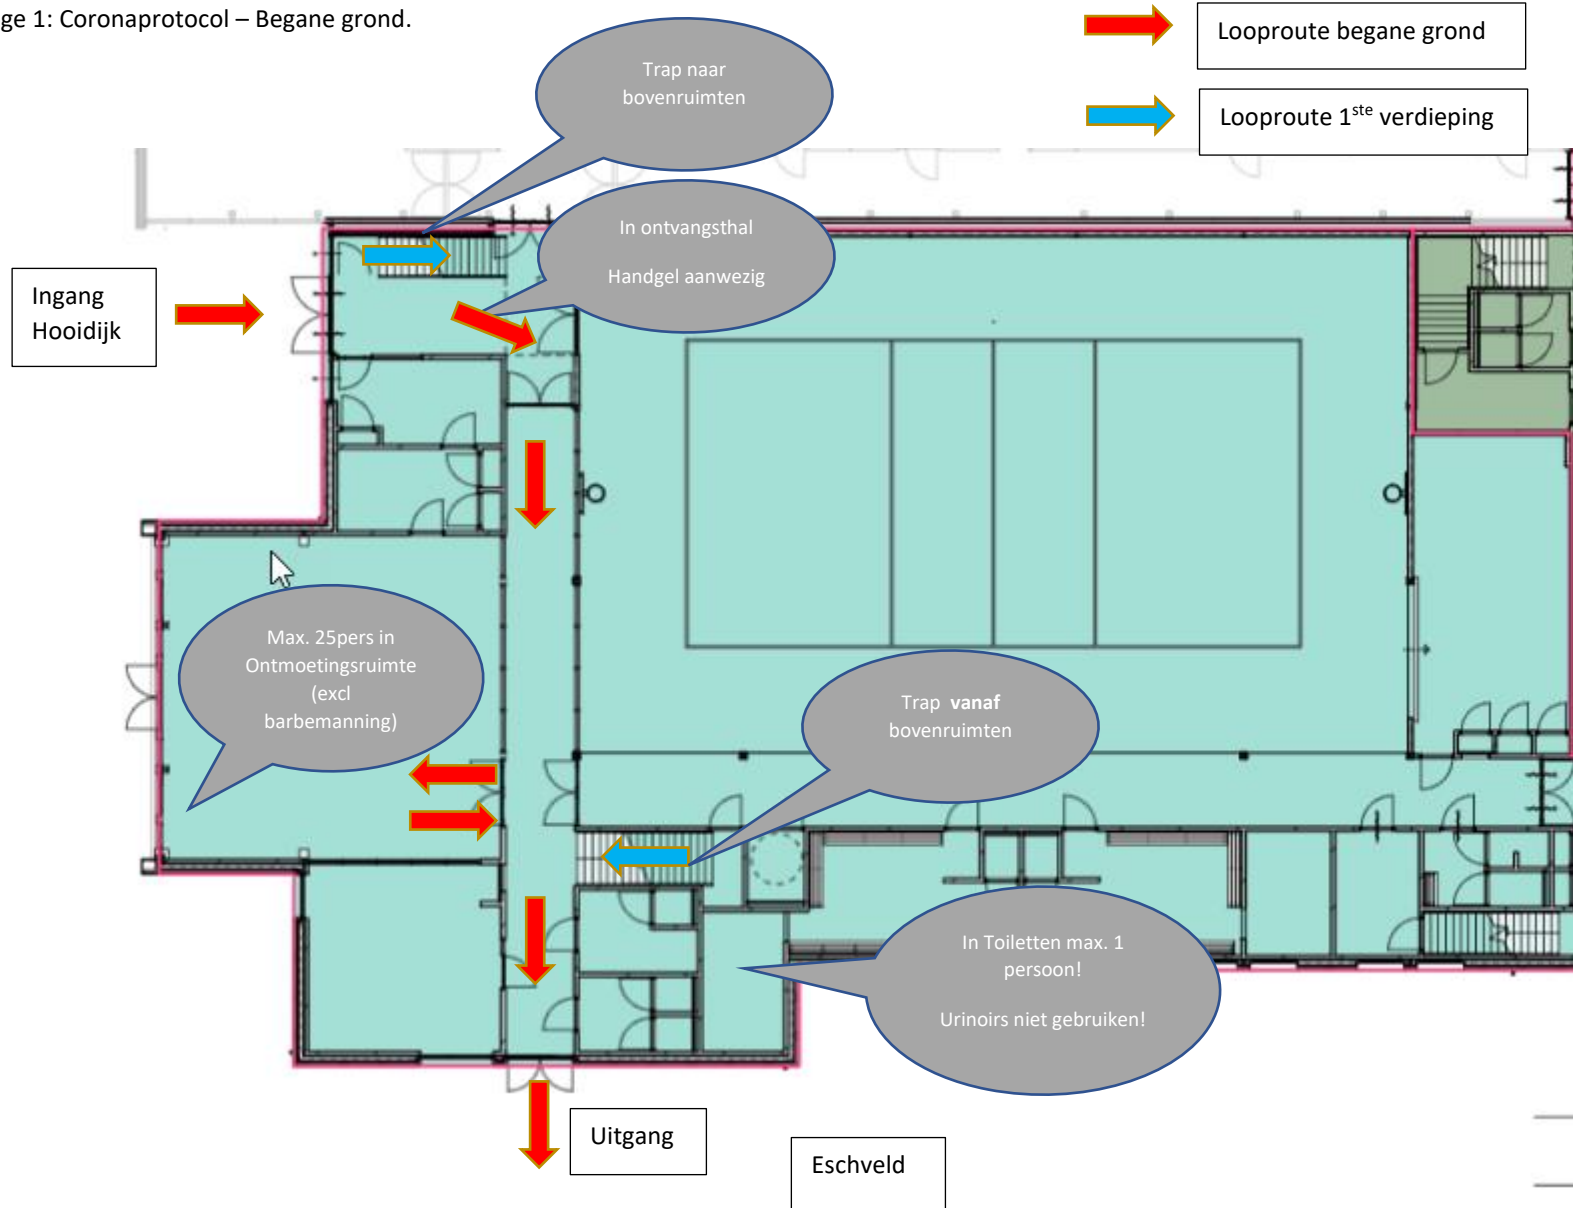 ge 1: Coronaprotocol – Begane grond.
Looproute begane grond
Looproute 1ste verdieping
Trap naar
bovenruimten
In ontvangsthal
Handgel aanwezig
Ingang
Hooidijk
Max. 25pers in
Ontmoetingsruimte
(excl
barbemanning)
Trap vanaf
bovenruimten
In Toiletten max. 1
persoon!
Urinoirs niet gebruiken!
Uitgang
Eschveld